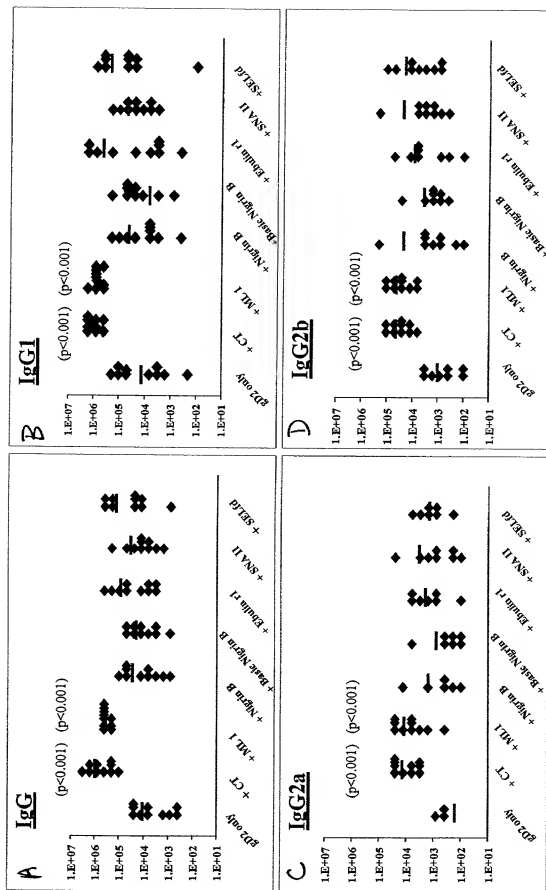 A
IgG
1.E+07
1.E+06
1.E+05
1.E+04
1.E+03
1.E+02
1.E+01
(p<0.001) (p<0.001)
gD2 only
+ CT
+ ML1
+ Nigrin B
+ Basic Nigrin B
+ Ebulin r1
+ SNA II
+ SELfd
B
IgG1
1.E+07
1.E+06
1.E+05
1.E+04
1.E+03
1.E+02
1.E+01
(p<0.001) (p<0.001)
gD2 only
+ CT
+ ML 1
+ Nigrin B
+ Basic Nigrin B
+ Ebulin r1
+ SNA II
+SELfd
C
IgG2a
1.E+07
1.E+06
1.E+05
1.E+04
1.E+03
1.E+02
1.E+01
(p<0.001) (p<0.001)
gD2 only
+ CT
+ ML1
+ Nigrin B
+ Basic Nigrin B
+ Ebulin r1
+ SNA II
+ SELfd
D
IgG2b
1.E+07
1.E+06
1.E+05
1.E+04
1.E+03
1.E+02
1.E+01
(p<0.001) (p<0.001)
gD2 only
+ CT
+ ML1
+ Nigrin B
+ Basic Nigrin B
+ Ebulin r1
+ SNA II
+ SELfd